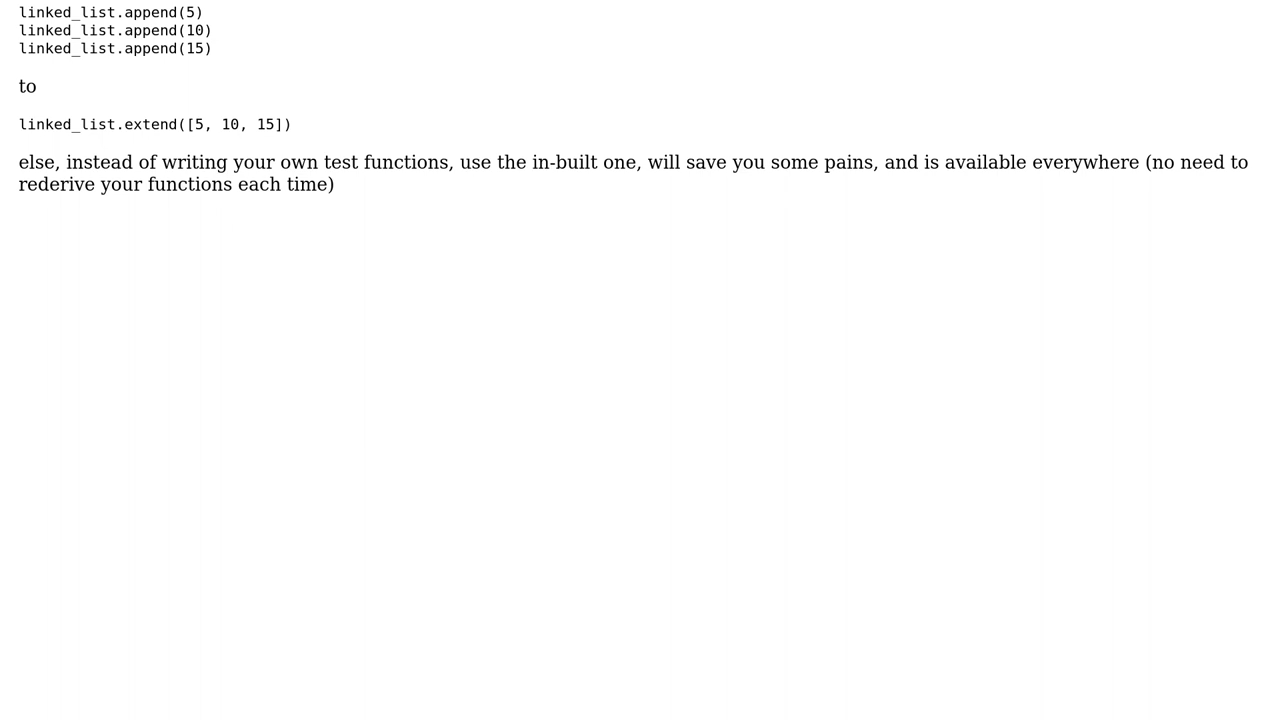 linked_list.append(5)
linked_list.append(10)
linked_list.append(15)
to
linked_list.extend([5, 10, 15])
else, instead of writing your own test functions, use the in-built one, will save you some pains, and is available everywhere (no need to
rederive your functions each time)